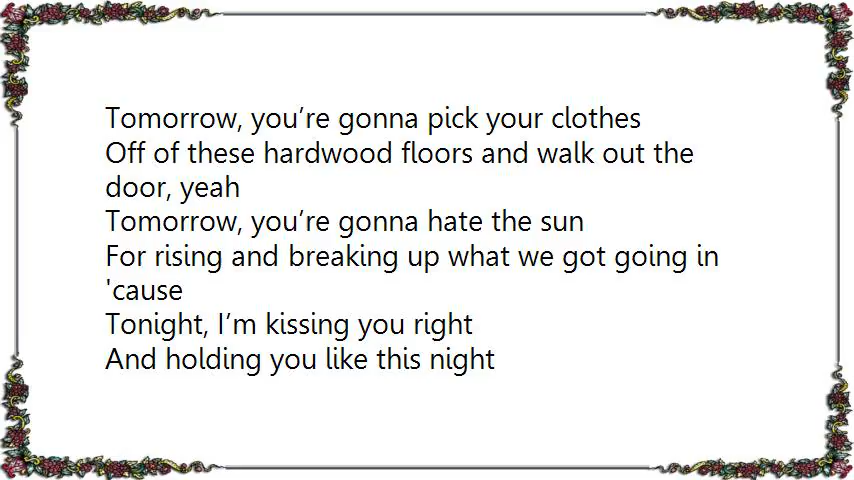 Tomorrow, you’re gonna pick your clothes
Off of these hardwood floors and walk out the
door, yeah
Tomorrow, you’re gonna hate the sun
For rising and breaking up what we got going in
'cause
Tonight, I’m kissing you right
And holding you like this night